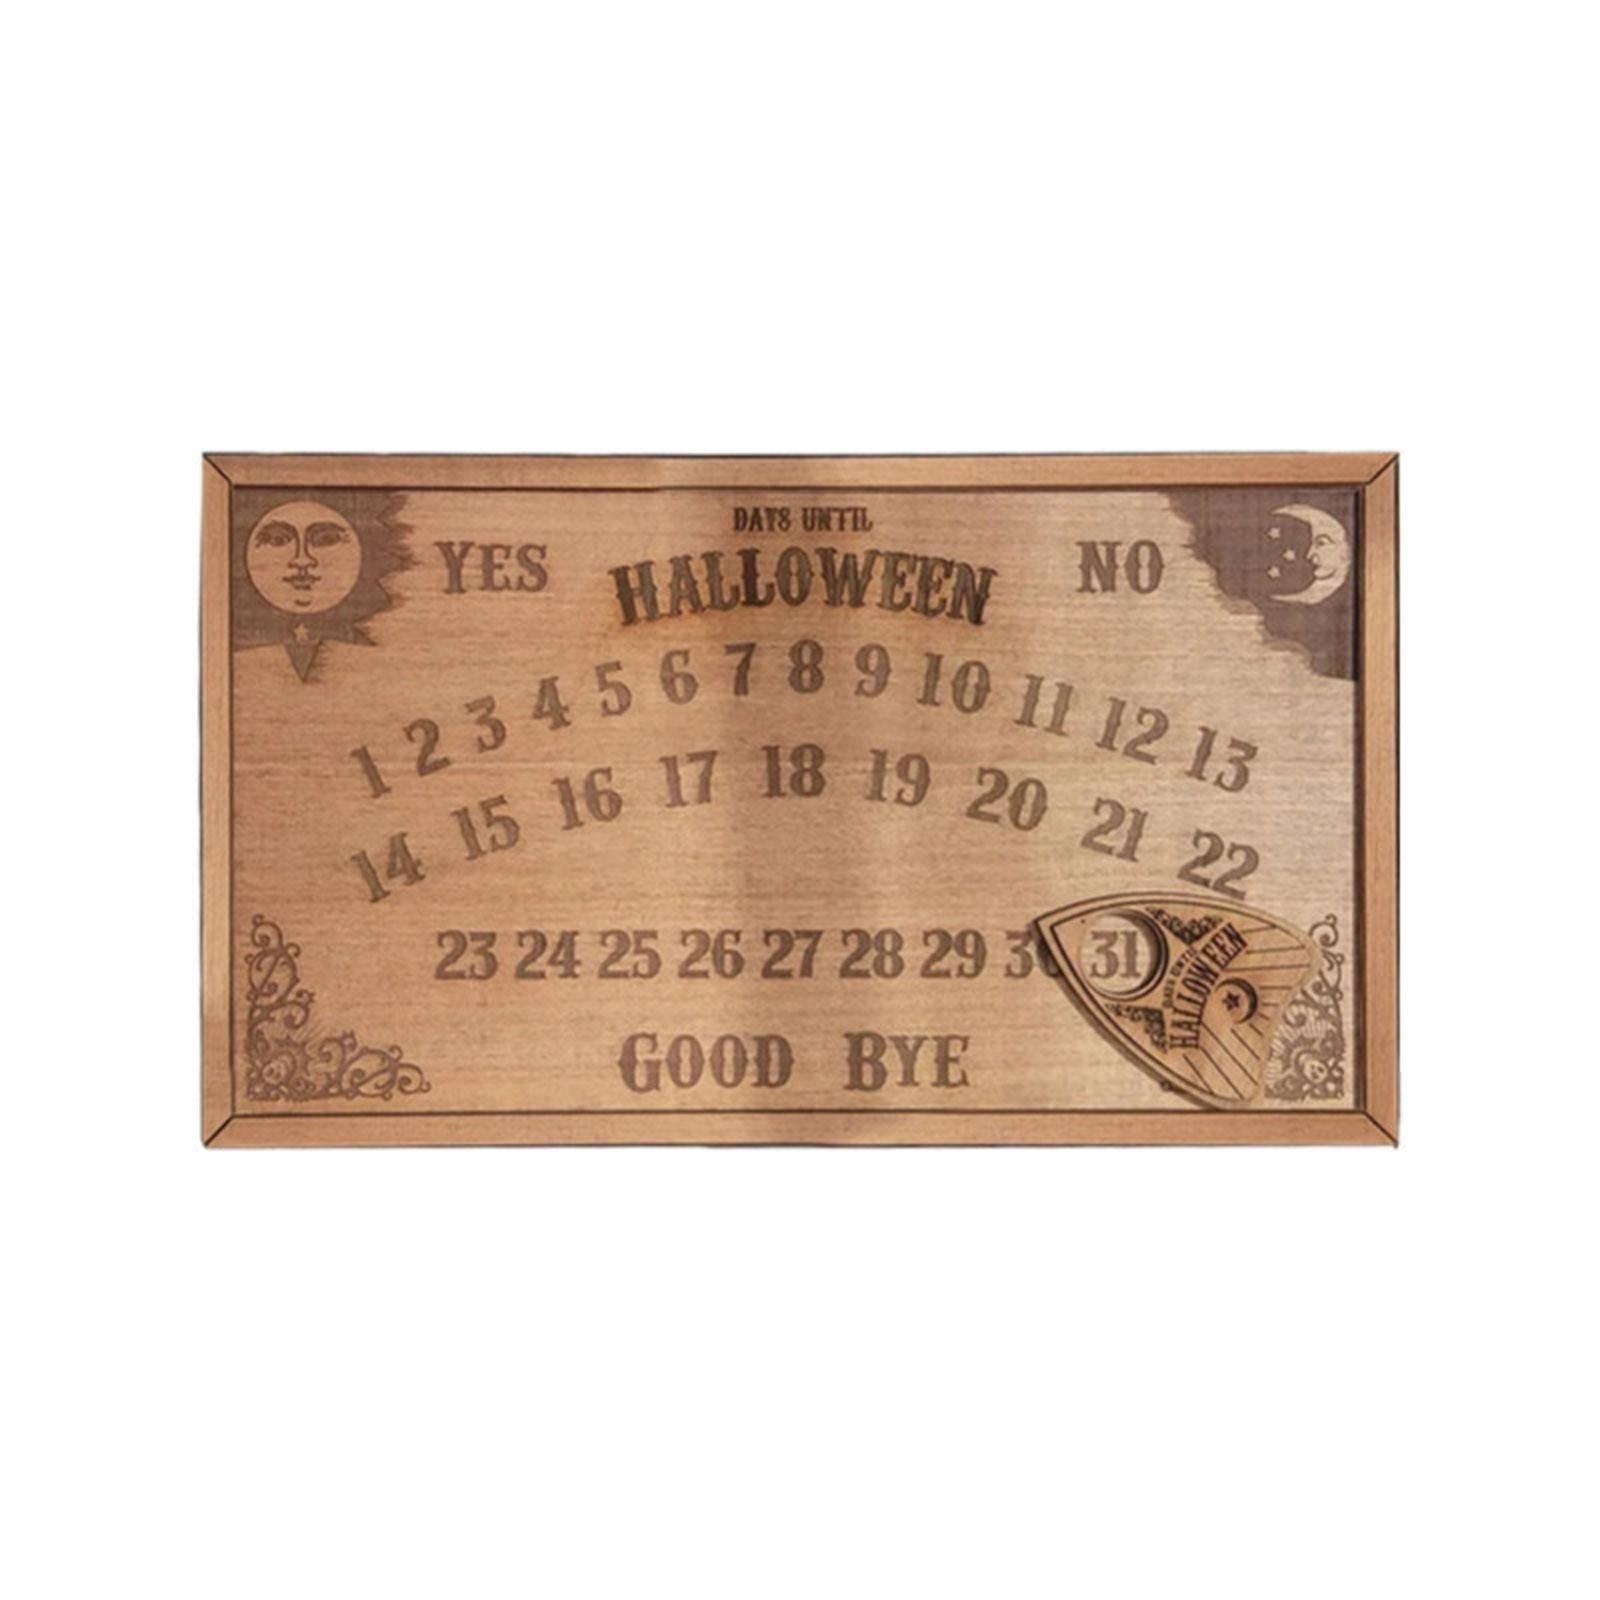 DAYS UNTIL
YES HALLOWEEN NO
1 2 3 4 5 6 7 8 9 10 11 12 13
14 15 16 17 18 19 20 21 22
23 24 25 26 27 28 29 30 31
DAYS UNTIL
HALLOWEEN
GOOD BYE